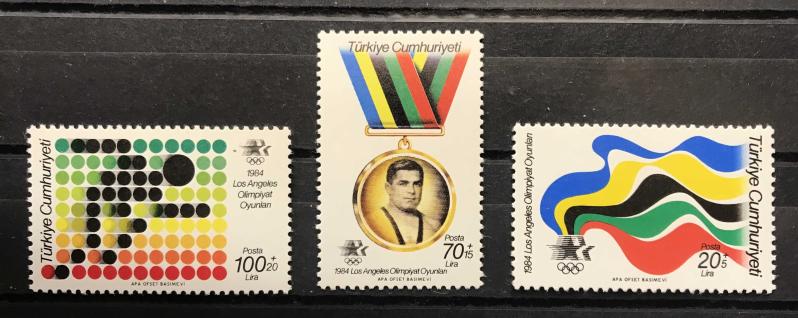 Türkiye Cumhuriyeti
1984
Los Angeles
Olimpiyat
Oyunları
Posta
100+20
Lira
APA OFSET BASIMEVİ
Türkiye Cumhuriyeti
Posta
70+15
Lira
1984 Los Angeles Olimpiyat Oyunları
APA OFSET BASIMEVİ
Türkiye Cumhuriyeti
1984 Los Angeles Olimpiyat Oyunları
Posta
20+5
Lira
APA OFSET BASIMEVİ